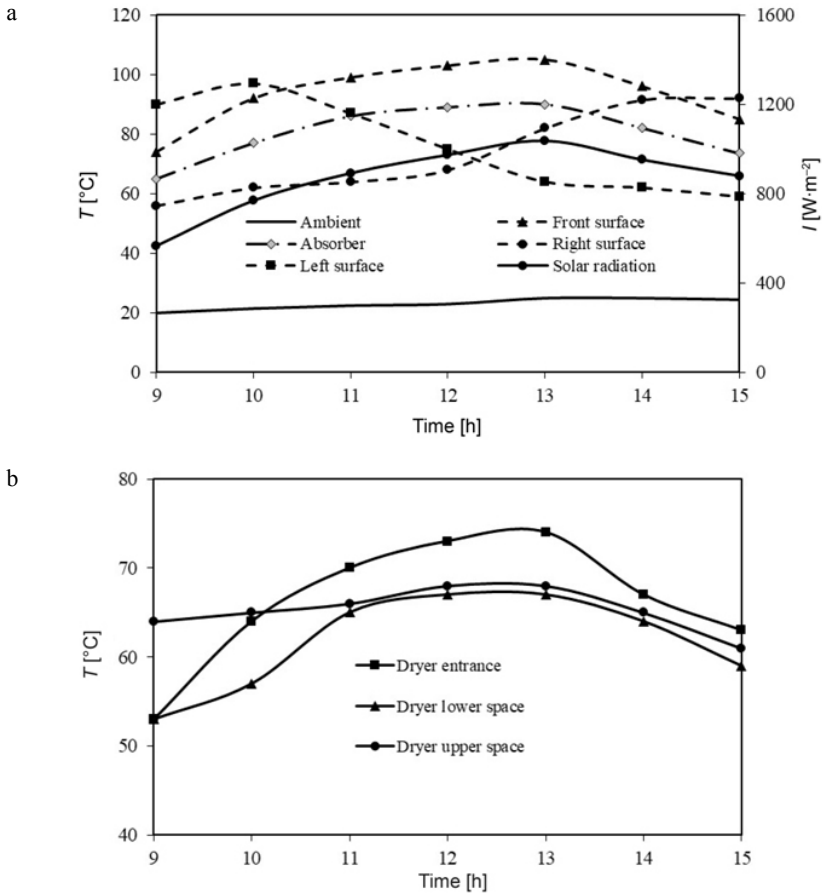 a
120
100
80
60
40
20
0
T [°C]
1600
1200
800
400
0
I [W·m⁻²]
Ambient
Front surface
Absorber
Right surface
Left surface
Solar radiation
9 10 11 12 13 14 15
Time [h]
b
80
70
60
50
40
T [°C]
Dryer entrance
Dryer lower space
Dryer upper space
9 10 11 12 13 14 15
Time [h]